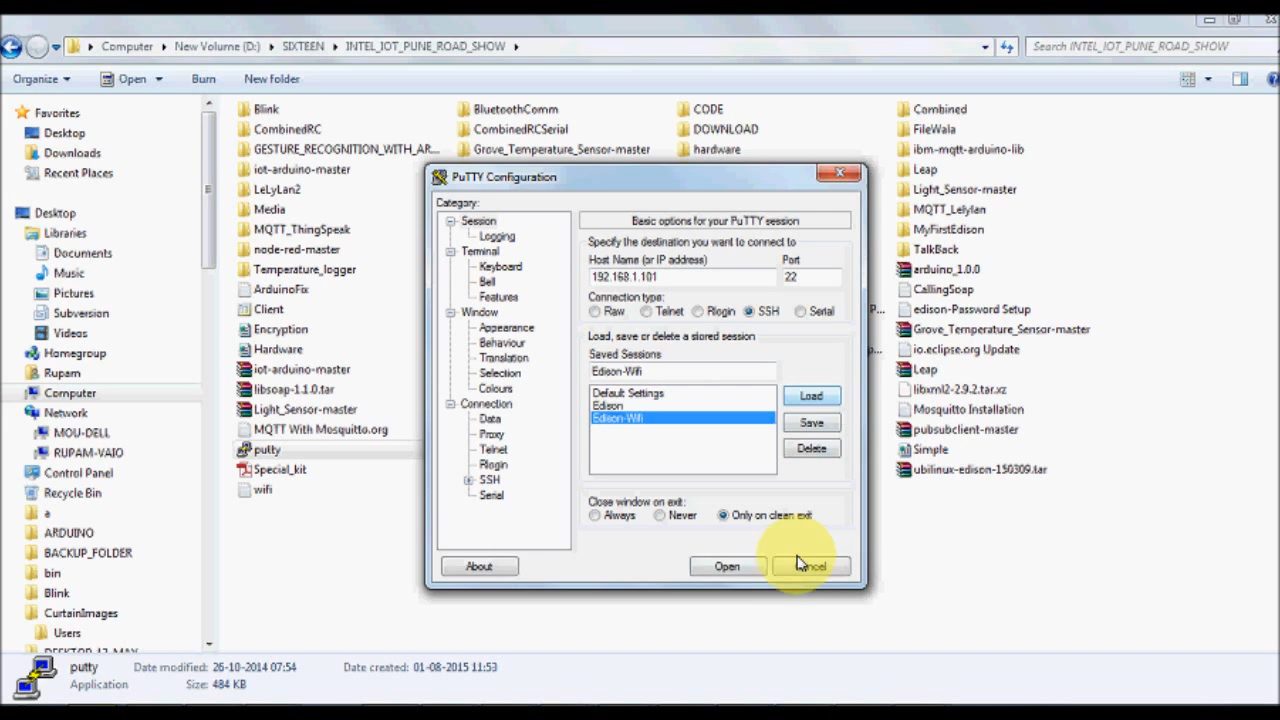 Computer ▸ New Volume (D:) ▸ SIXTEEN ▸ INTEL_IOT_PUNE_ROAD_SHOW ▸
Search INTEL_IOT_PUNE_ROAD_SHOW
Organize Open Burn New folder
Favorites
Desktop
Downloads
Recent Places
Desktop
Libraries
Documents
Music
Pictures
Subversion
Videos
Homegroup
Rupam
Computer
Network
MOU-DELL
RUPAM-VAIO
Control Panel
Recycle Bin
a
ARDUINO
BACKUP_FOLDER
bin
Blink
CurtainImages
Users
Blink
CombinedRC
GESTURE_RECOGNITION_WITH_AR...
iot-arduino-master
LeLyLan2
Media
MQTT_ThingSpeak
node-red-master
Temperature_logger
ArduinoFix
Client
Encryption
Hardware
iot-arduino-master
libsoap-1.1.0.tar
Light_Sensor-master
MQTT With Mosquitto.org
putty
Special_kit
wifi
BluetoothComm
CombinedRCSerial
Grove_Temperature_Sensor-master
CODE
DOWNLOAD
hardware
P...
p...
Combined
FileWala
ibm-mqtt-arduino-lib
Leap
Light_Sensor-master
MQTT_Lelylan
MyFirstEdison
TalkBack
arduino_1.0.0
CallingSoap
edison-Password Setup
Grove_Temperature_Sensor-master
io.eclipse.org Update
Leap
libxml2-2.9.2.tar.xz
Mosquitto Installation
pubsubclient-master
Simple
ubilinux-edison-150309.tar
PuTTY Configuration
Category:
Session
Logging
Terminal
Keyboard
Bell
Features
Window
Appearance
Behaviour
Translation
Selection
Colours
Connection
Data
Proxy
Telnet
Rlogin
SSH
Serial
Basic options for your PuTTY session
Specify the destination you want to connect to
Host Name (or IP address) Port
192.168.1.101 22
Connection type:
Raw Telnet Rlogin SSH Serial
Load, save or delete a stored session
Saved Sessions
Edison-Wifi
Default Settings
Edison
Edison-Wifi
Load
Save
Delete
Close window on exit:
Always Never Only on clean exit
About Open Cancel
putty Date modified: 26-10-2014 07:54 Date created: 01-08-2015 11:53
Application Size: 484 KB